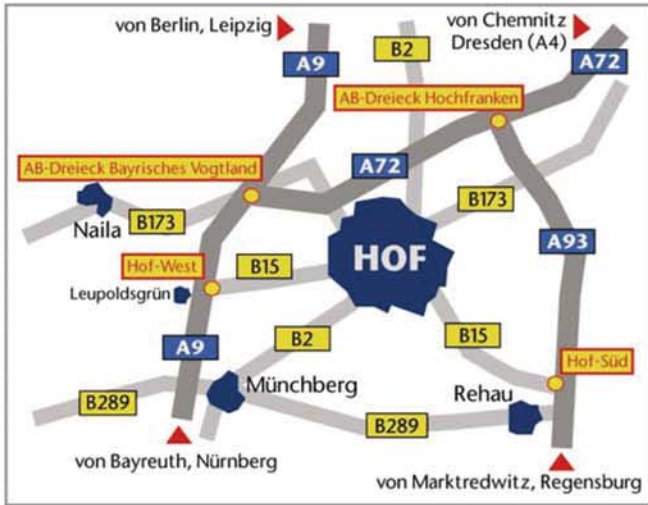 von Berlin, Leipzig
A9
B2
von Chemnitz
Dresden (A4)
A72
AB-Dreieck Hochfranken
AB-Dreieck Bayrisches Vogtland
A72
Naila
B173
B173
A93
Hof-West
B15
HOF
Leupoldsgrün
A9
B2
B15
Hof-Süd
Münchberg
Rehau
B289
B289
von Bayreuth, Nürnberg
von Marktredwitz, Regensburg